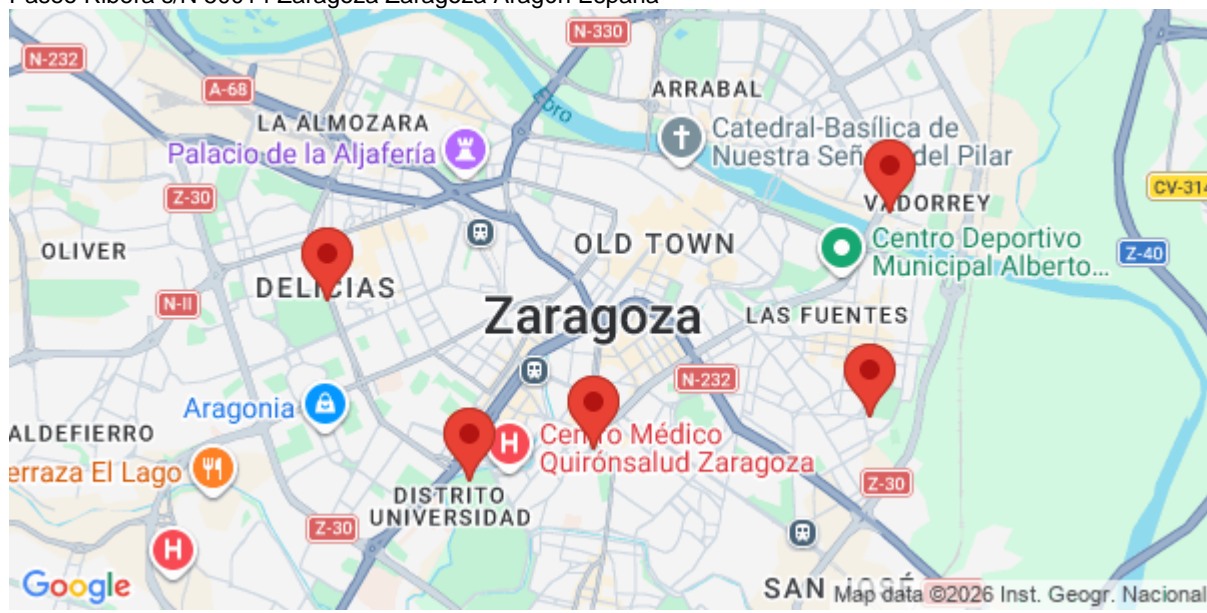 Paseo Ribera s/N 50014 Zaragoza Zaragoza Aragón España
N-330
N-232
A-68
ARRABAL
Ebro
LA ALMOZARA
Palacio de la Aljafería
Catedral-Basílica de
Nuestra Señ del Pilar
CV-314
Z-30
VADORREY
OLIVER
OLD TOWN
Centro Deportivo
Municipal Alberto...
Z-40
DELICIAS
N-II
Zaragoza
LAS FUENTES
N-232
Aragonia
ALDEFIERRO
Centro Médico
Quirónsalud Zaragoza
erraza El Lago
H
Z-30
DISTRITO
UNIVERSIDAD
Z-30
H
SAN JOSÉ
Google
Map data ©2026 Inst. Geogr. Nacional